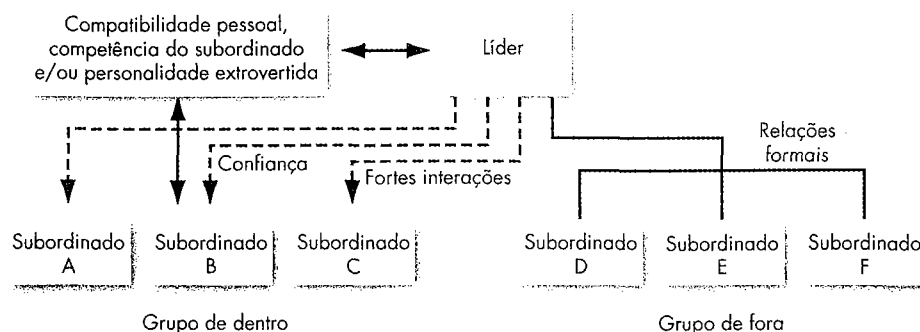 Compatibilidade pessoal,
competência do subordinado
e/ou personalidade extrovertida
Líder
Relações
formais
Confiança
Fortes interações
Subordinado
A
Subordinado
B
Subordinado
C
Subordinado
D
Subordinado
E
Subordinado
F
Grupo de dentro
Grupo de fora